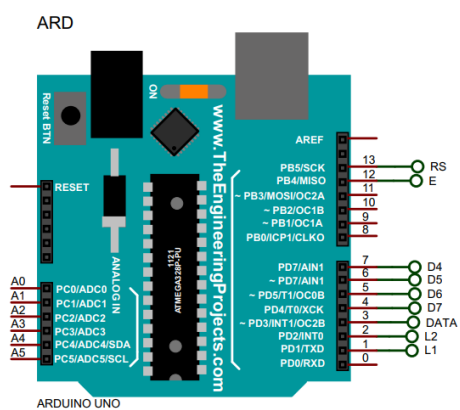 ARD
Reset BTN
ON
www.TheEngineeringProjects.com
1121
ATMEGA328P-PU
ANALOG IN
RESET
A0 PC0/ADC0
A1 PC1/ADC1
A2 PC2/ADC2
A3 PC3/ADC3
A4 PC4/ADC4/SDA
A5 PC5/ADC5/SCL
AREF
PB5/SCK 13 RS
PB4/MISO 12 E
~ PB3/MOSI/OC2A 11
~ PB2/OC1B 10
~ PB1/OC1A 9
PB0/ICP1/CLKO 8
PD7/AIN1 7 D4
~ PD7/AIN1 6 D5
~ PD5/T1/OC0B 5 D6
PD4/T0/XCK 4 D7
~ PD3/INT1/OC2B 3 DATA
PD2/INT0 2 L2
PD1/TXD 1 L1
PD0/RXD 0
ARDUINO UNO